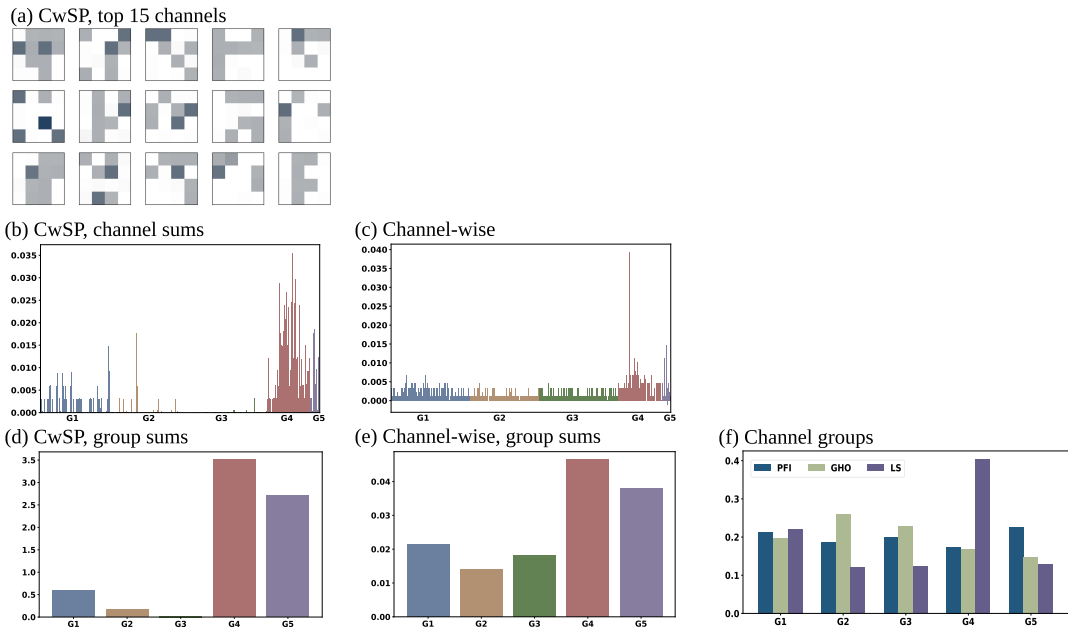 (a) CwSP, top 15 channels
(b) CwSP, channel sums
0.035
0.030
0.025
0.020
0.015
0.010
0.005
0.000
G1 G2 G3 G4 G5
(c) Channel-wise
0.040
0.035
0.030
0.025
0.020
0.015
0.010
0.005
0.000
G1 G2 G3 G4 G5
(d) CwSP, group sums
3.5
3.0
2.5
2.0
1.5
1.0
0.5
0.0
G1 G2 G3 G4 G5
(e) Channel-wise, group sums
0.04
0.03
0.02
0.01
0.00
G1 G2 G3 G4 G5
(f) Channel groups
PFI GHO LS
0.4
0.3
0.2
0.1
0.0
G1 G2 G3 G4 G5